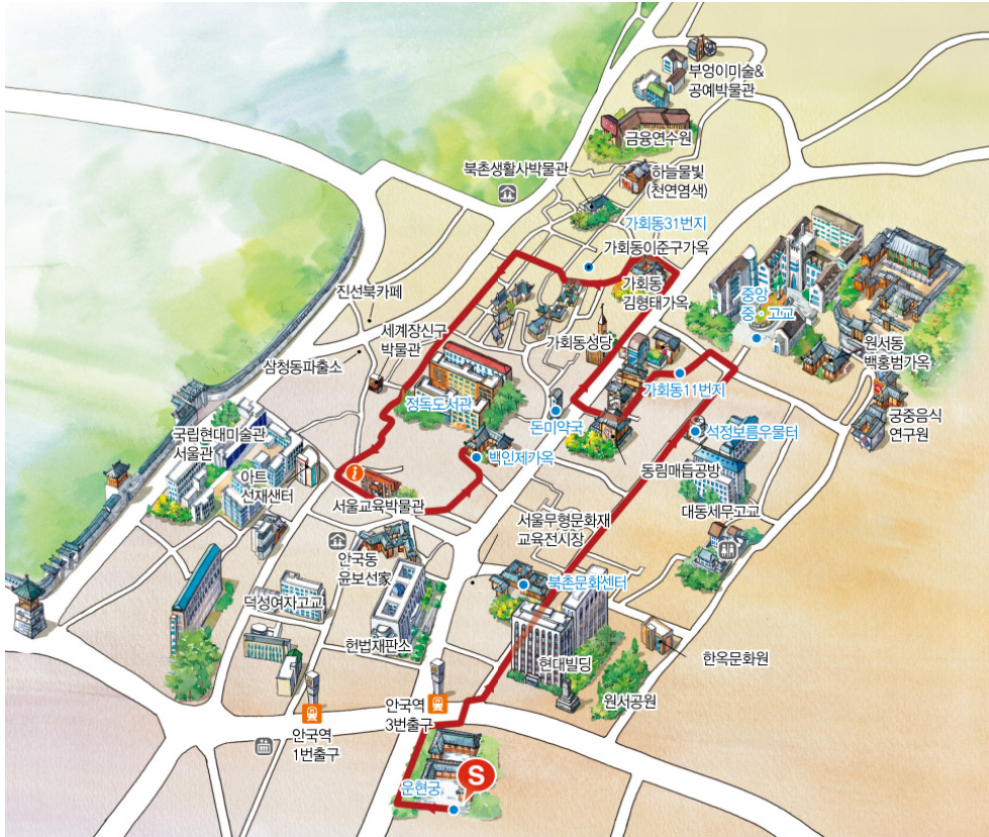 부엉이미술&
공예박물관
금융연수원
북촌생활사박물관
하늘물빛
(천연염색)
가회동31번지
가회동이준구가옥
가회동
김형태가옥
중앙
중·고교
진선북카페
세계장신구
박물관
가회동성당
원서동
백홍범가옥
삼청동파출소
가회동11번지
정독도서관
돈미약국
궁중음식
연구원
석정보름우물터
국립현대미술관
서울관
백인제가옥
동림매듭공방
아트
선재샌터
대동세무고교
서울교육박물관
서울무형문화재
교육전시장
안국동
윤보선家
북촌문화센터
덕성여자고교
헌법재판소
현대빌딩
한옥문화원
원서공원
안국역
3번출구
안국역
1번출구
운현궁
S
i